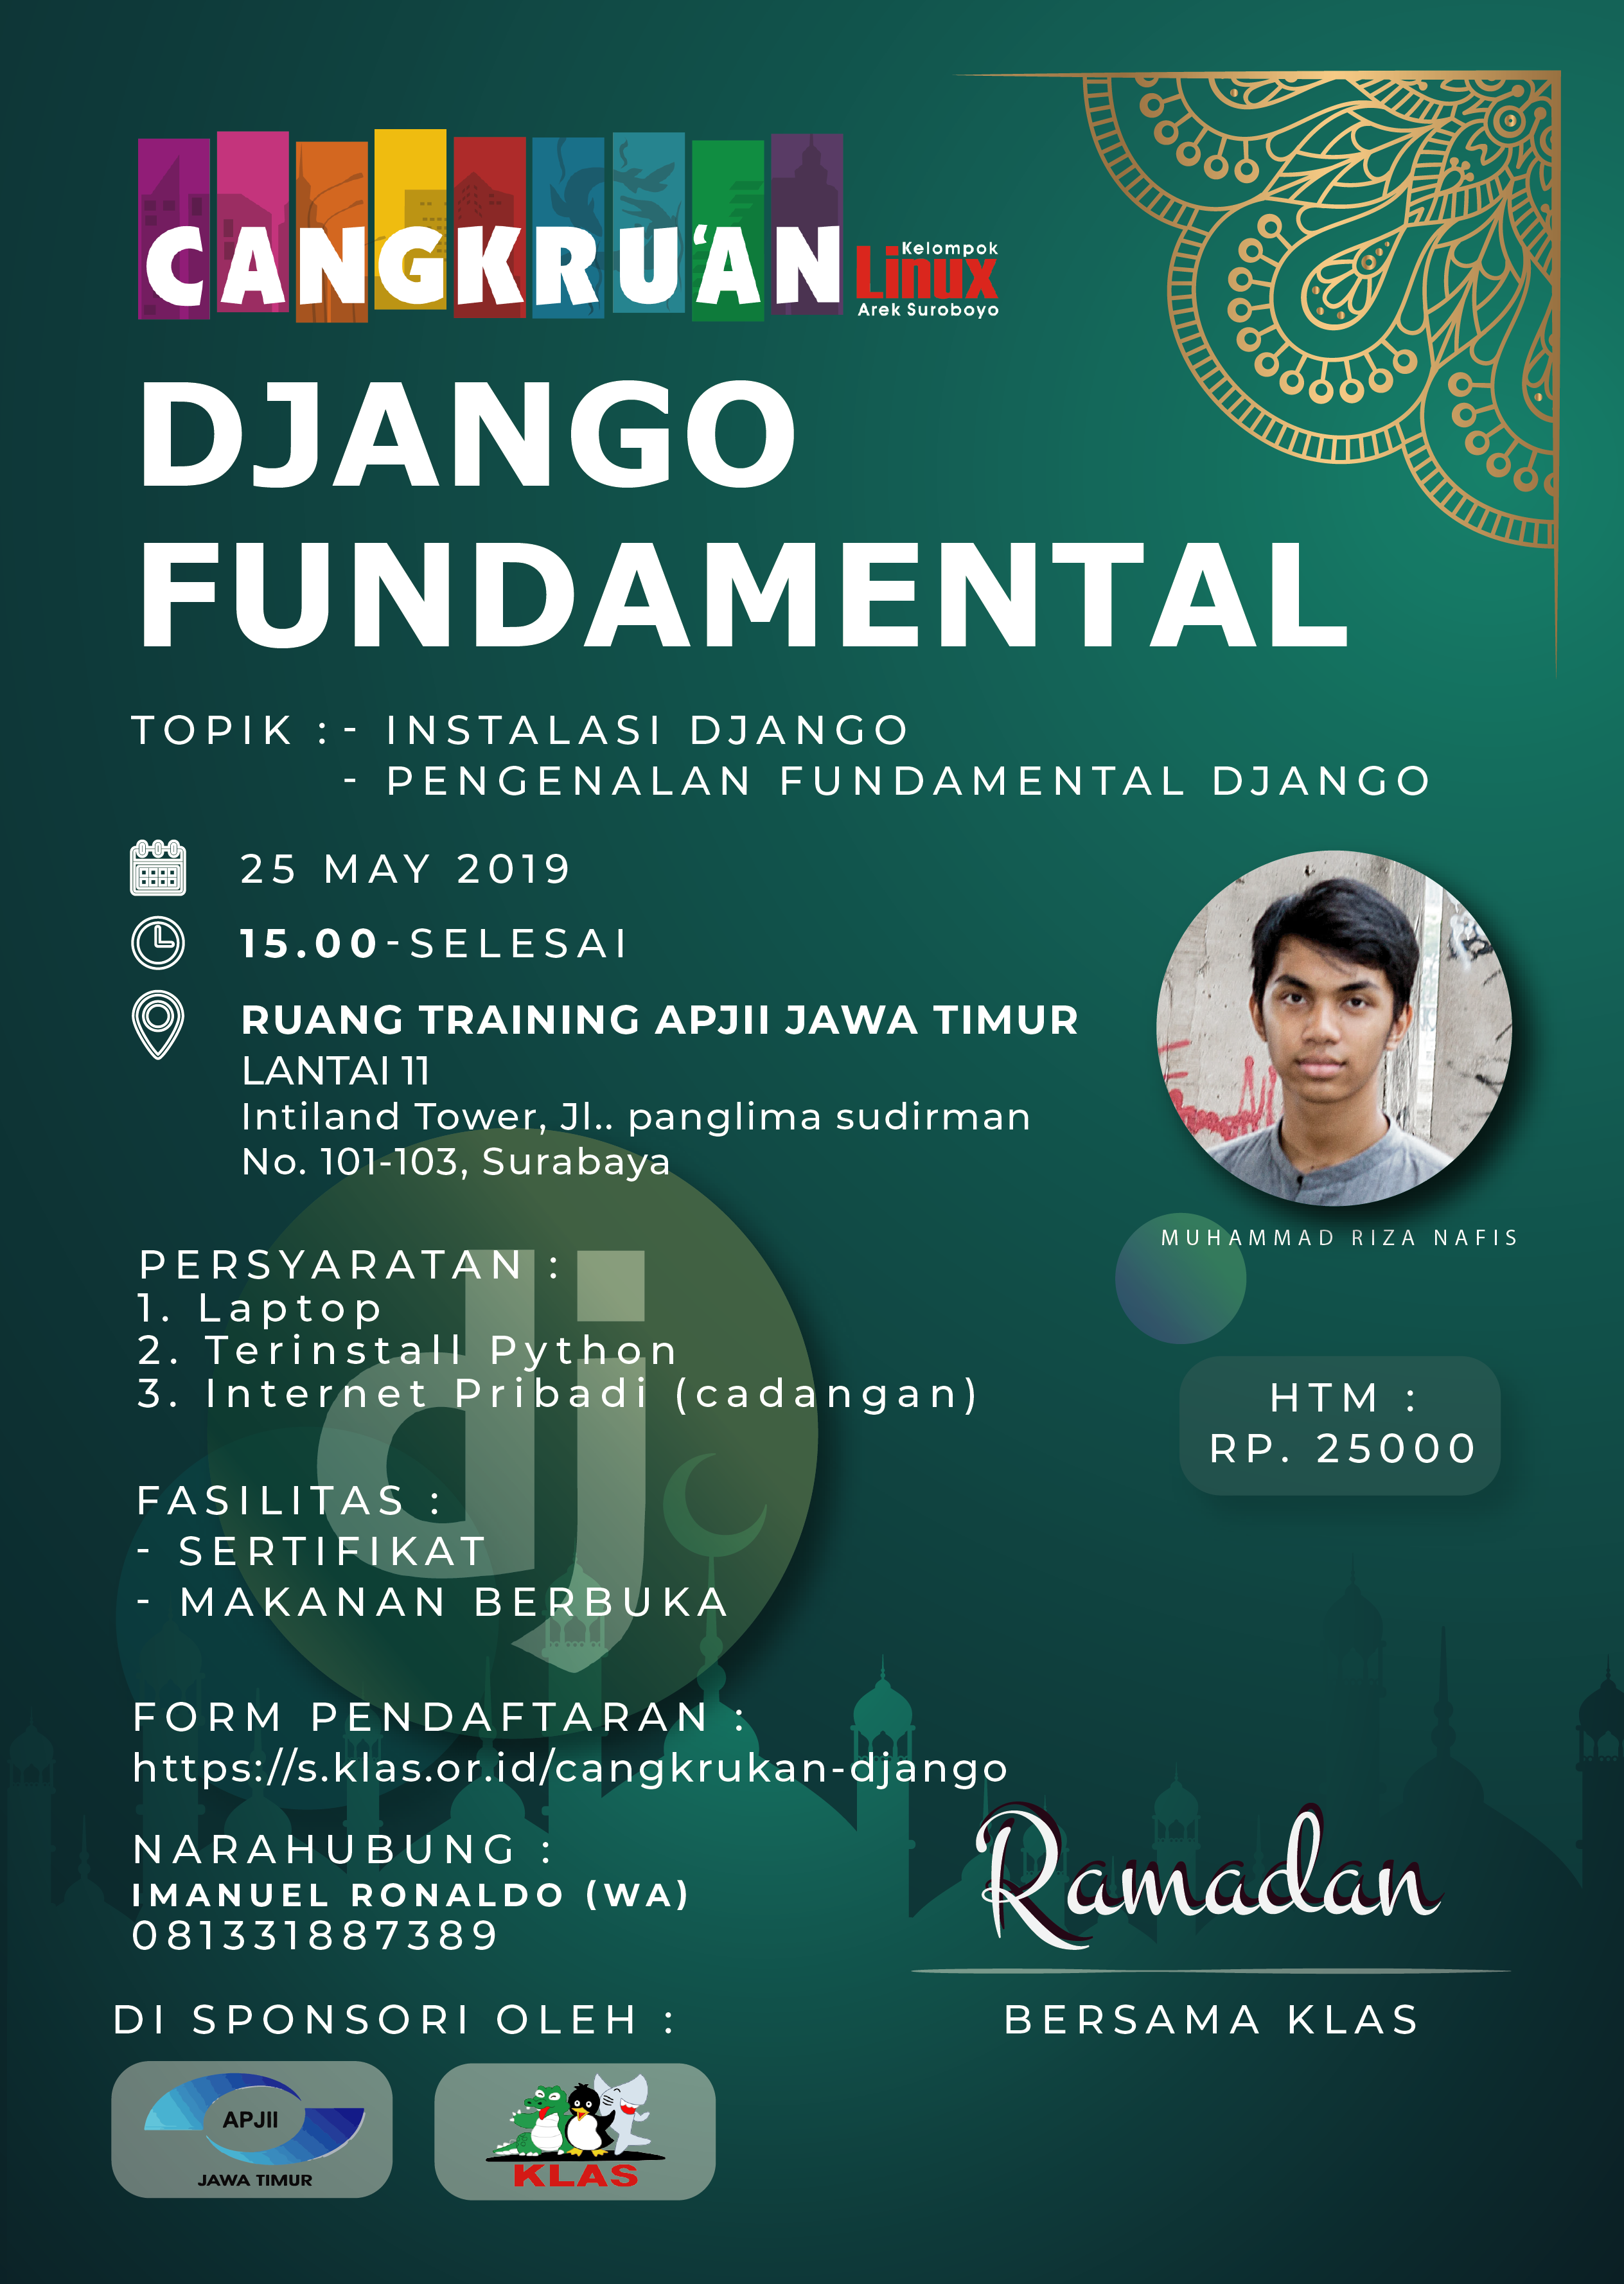 CANGKRU'AN
Kelompok
Linux
Arek Suroboyo
DJANGO
FUNDAMENTAL
TOPIK : - INSTALASI DJANGO
- PENGENALAN FUNDAMENTAL DJANGO
25 MAY 2019
15.00-SELESAI
RUANG TRAINING APJII JAWA TIMUR
LANTAI 11
Intiland Tower, Jl.. panglima sudirman
No. 101-103, Surabaya
MUHAMMAD RIZA NAFIS
PERSYARATAN :
1. Laptop
2. Terinstall Python
3. Internet Pribadi (cadangan)
dj
HTM :
RP. 25000
FASILITAS :
- SERTIFIKAT
- MAKANAN BERBUKA
FORM PENDAFTARAN :
https://s.klas.or.id/cangkrukan-django
NARAHUBUNG :
IMANUEL RONALDO (WA)
081331887389
Ramadan
BERSAMA KLAS
DI SPONSORI OLEH :
APJII
JAWA TIMUR
KLAS